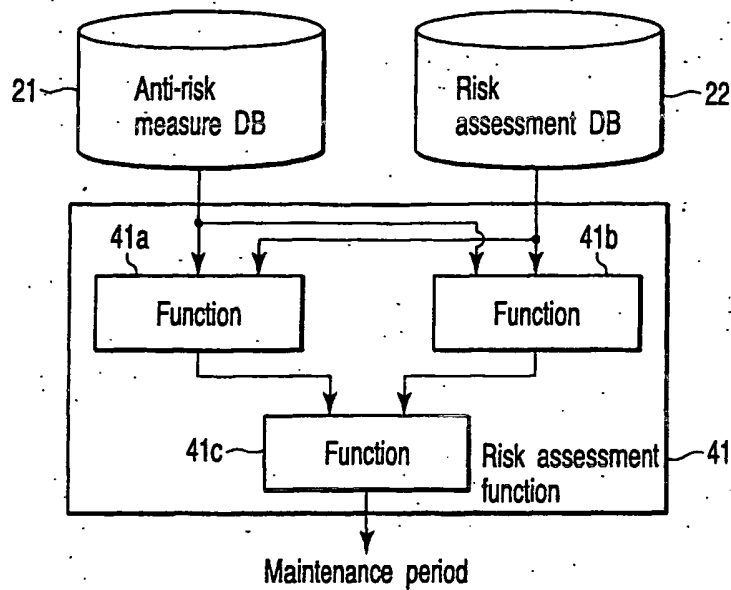 21
Anti-risk
measure DB
Risk
assessment DB
22
41a
41b
Function
Function
41c
Function
Risk assessment
function
41
Maintenance period